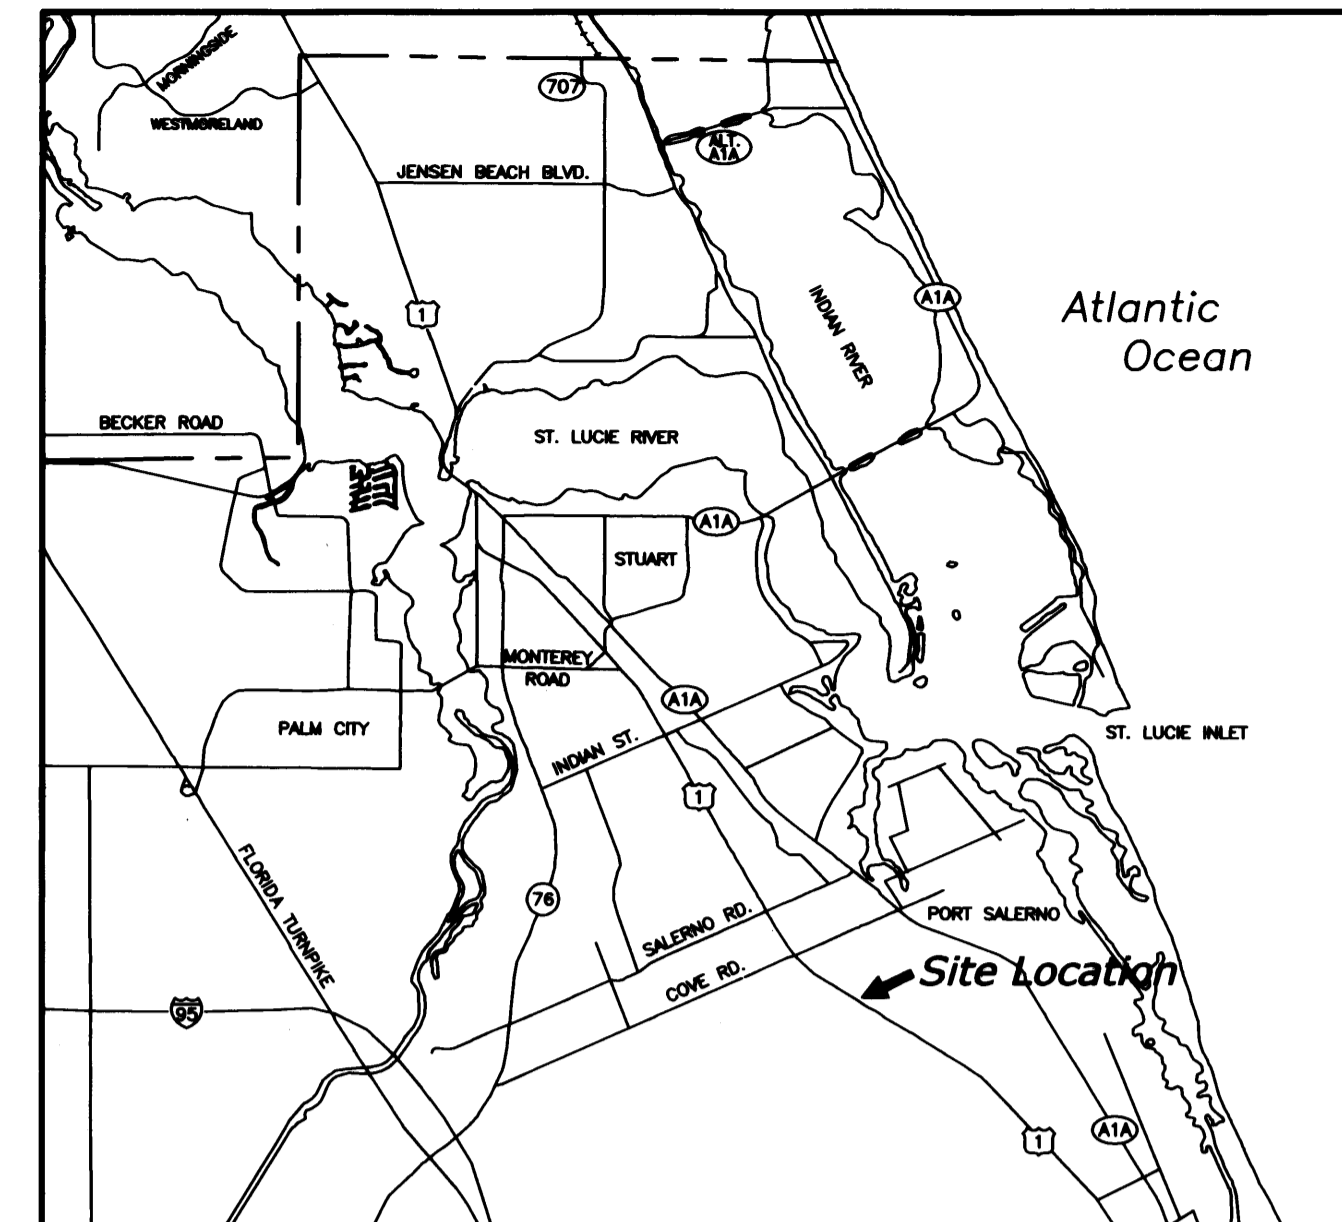 MORNINGSIDE
707
WESTMORELAND
ALT.
A1A
JENSEN BEACH BLVD.
INDIAN RIVER
A1A
Atlantic
Ocean
1
BECKER ROAD
ST. LUCIE RIVER
A1A
STUART
MONTEREY
ROAD
A1A
PALM CITY
INDIAN ST.
ST. LUCIE INLET
1
FLORIDA TURNPIKE
76
SALERNO RD.
PORT SALERNO
COVE RD.
Site Location
95
1
A1A